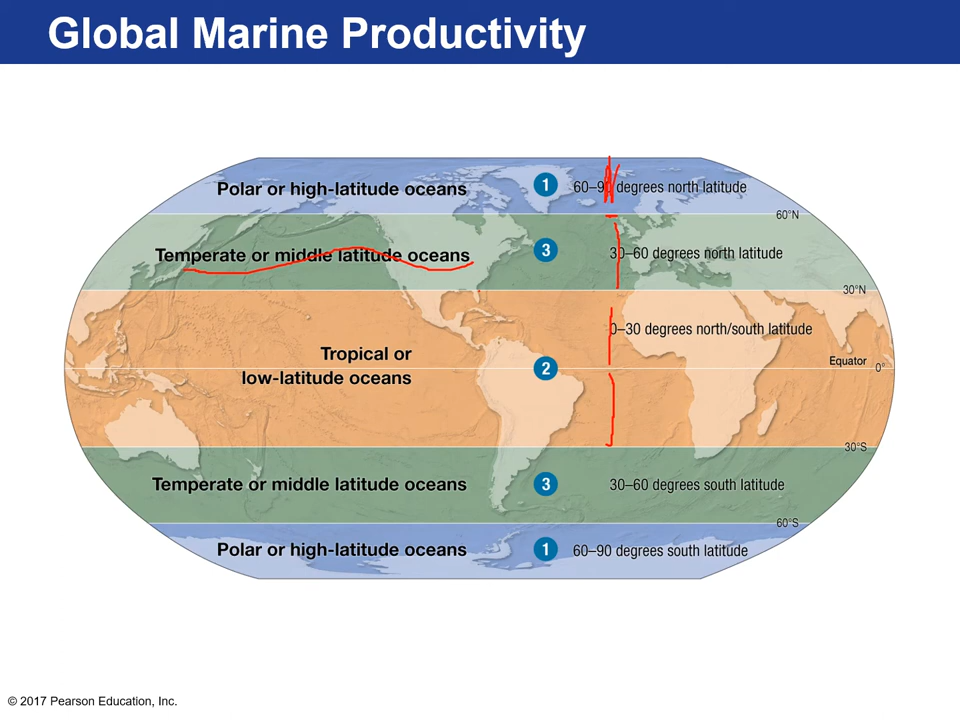 Global Marine Productivity
Polar or high-latitude oceans 1 60–90 degrees north latitude
60°N
Temperate or middle latitude oceans 3 30–60 degrees north latitude
30°N
0–30 degrees north/south latitude
Tropical or
low-latitude oceans
2
Equator 0°
30°S
Temperate or middle latitude oceans 3 30–60 degrees south latitude
60°S
Polar or high-latitude oceans 1 60–90 degrees south latitude
© 2017 Pearson Education, Inc.